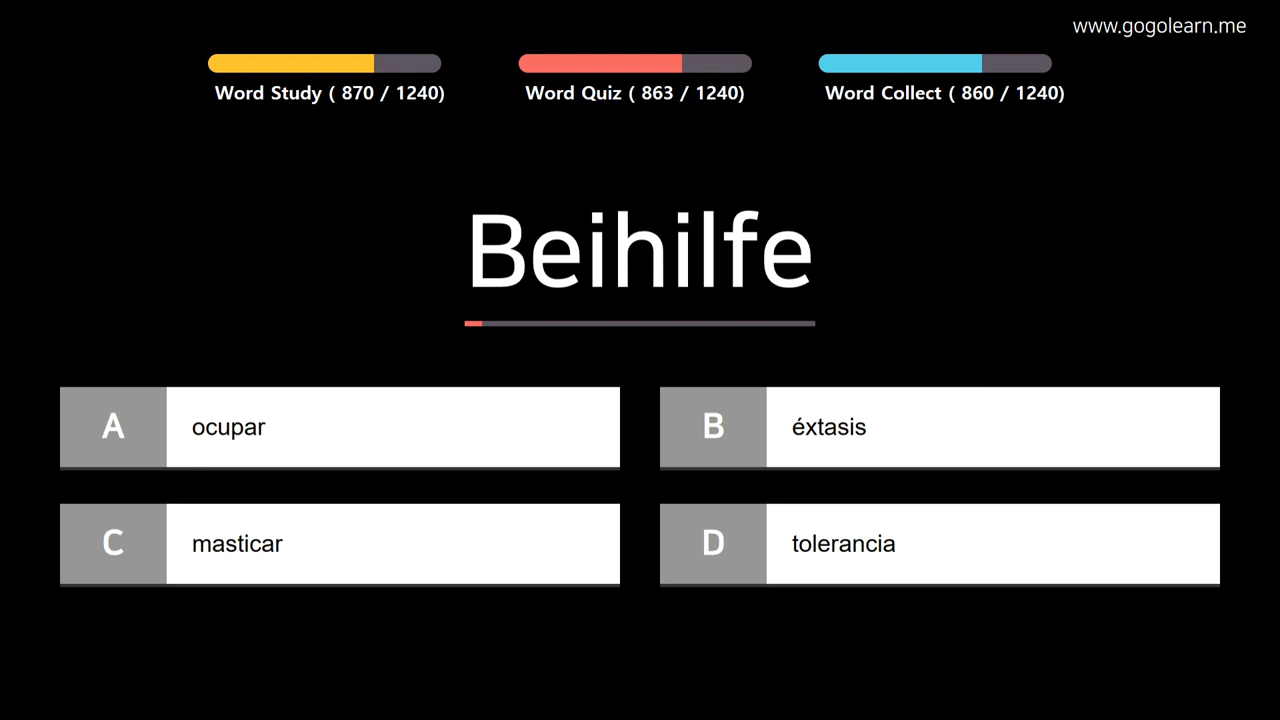 www.gogolearn.me
Word Study ( 870 / 1240)
Word Quiz ( 863 / 1240)
Word Collect ( 860 / 1240)
Beihilfe
A
ocupar
B
éxtasis
C
masticar
D
tolerancia